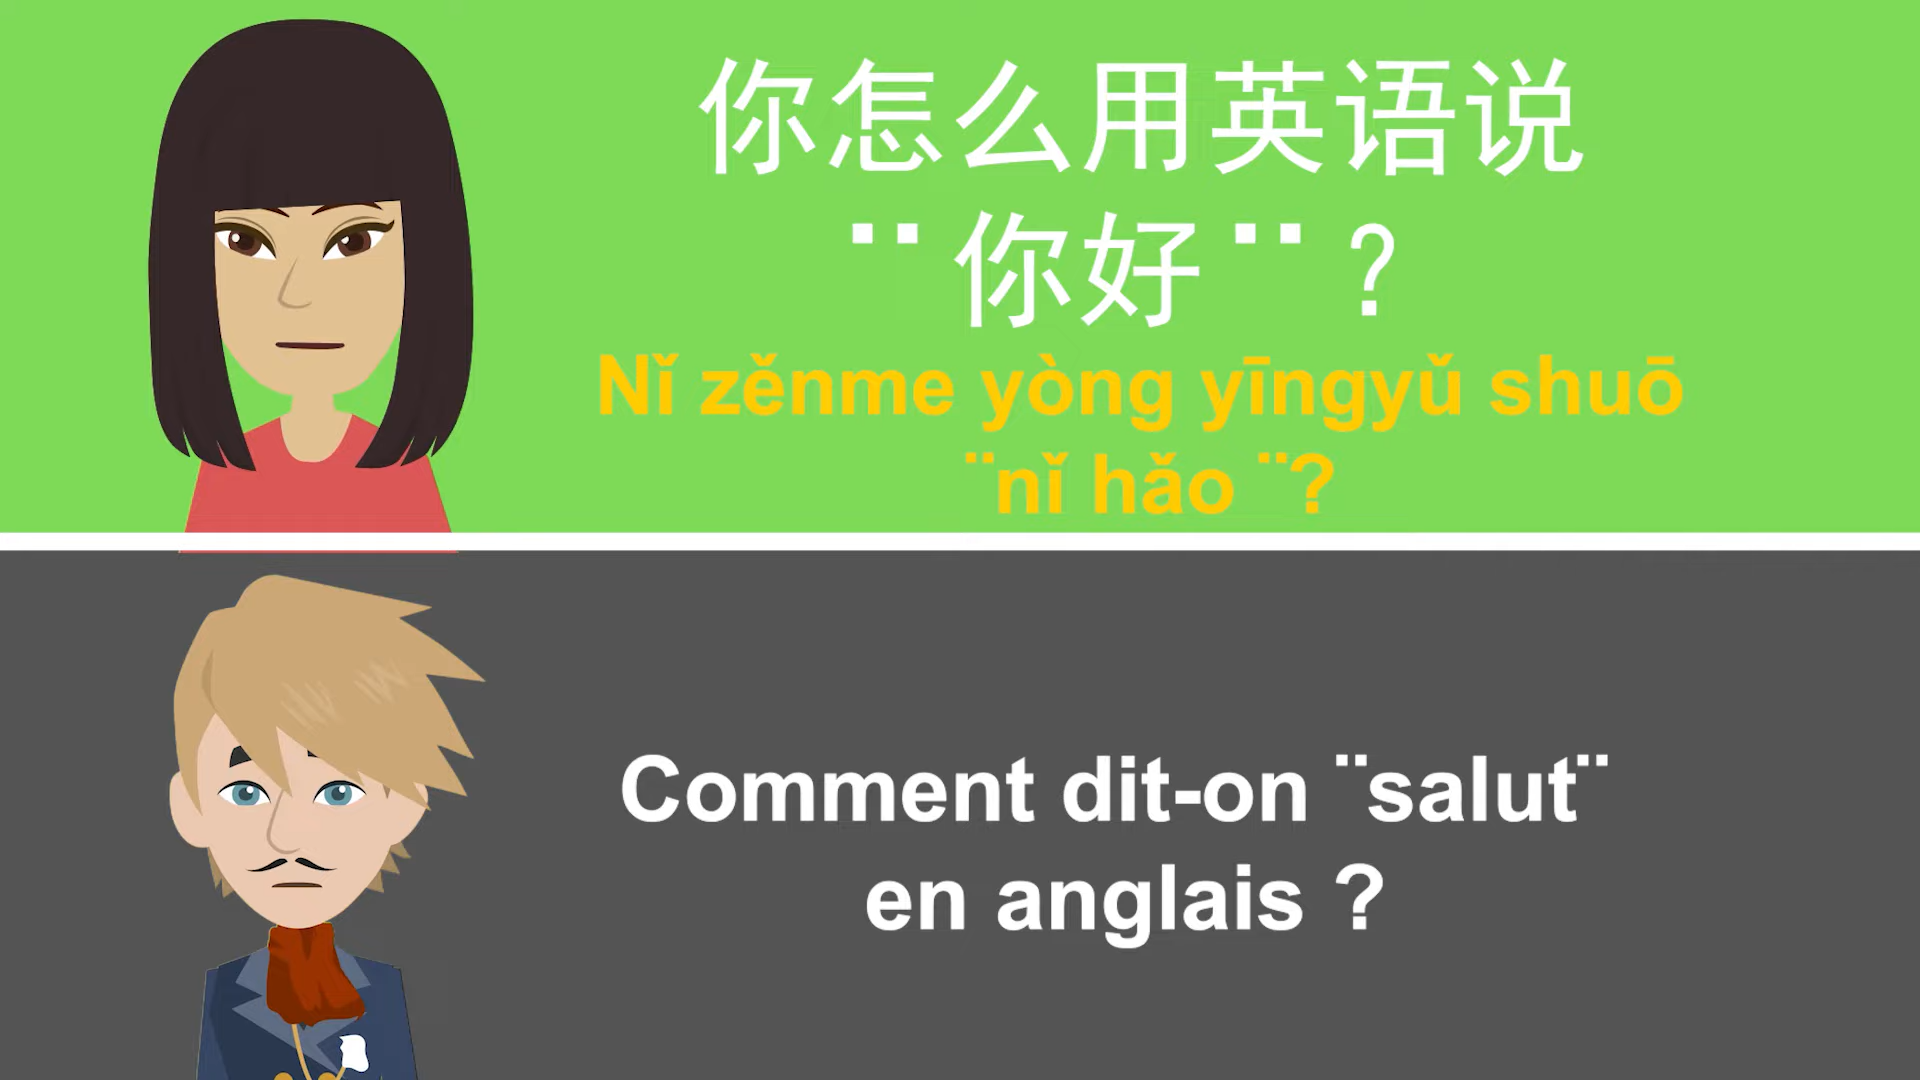 你怎么用英语说
¨你好¨?
Nǐ zěnme yòng yīngyǔ shuō
¨nǐ hǎo ¨?
Comment dit-on ¨salut¨
en anglais ?